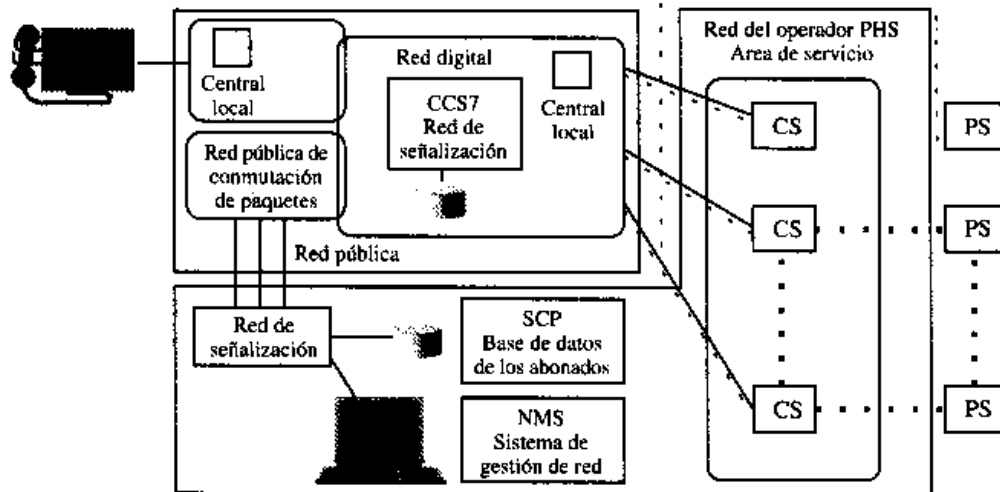 Central
local
Red digital
CCS7
Red de
señalización
Central
local
Red pública de
conmutación
de paquetes
Red pública
Red del operador PHS
Area de servicio
CS
PS
CS
PS
CS
PS
Red de
señalización
SCP
Base de datos
de los abonados
NMS
Sistema de
gestión de red